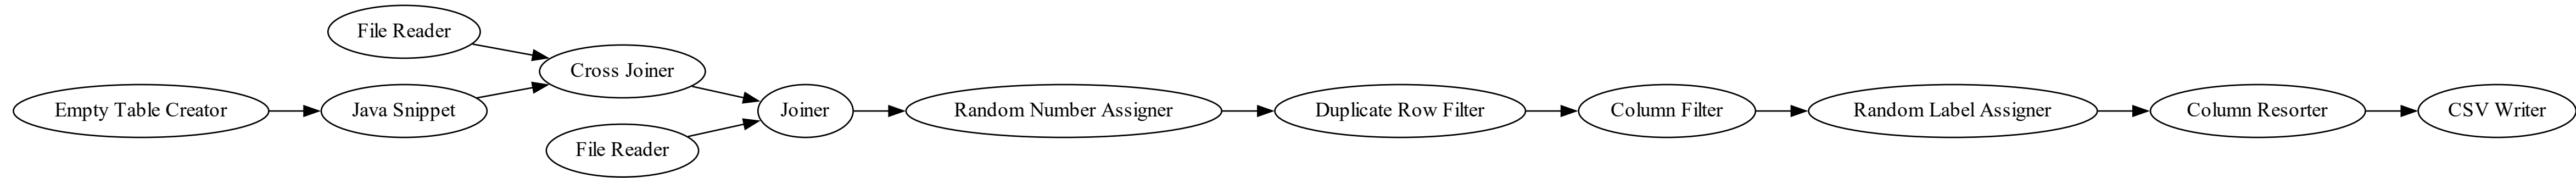 File Reader
Cross Joiner
Empty Table Creator
Java Snippet
Joiner
Random Number Assigner
Duplicate Row Filter
Column Filter
Random Label Assigner
Column Resorter
CSV Writer
File Reader